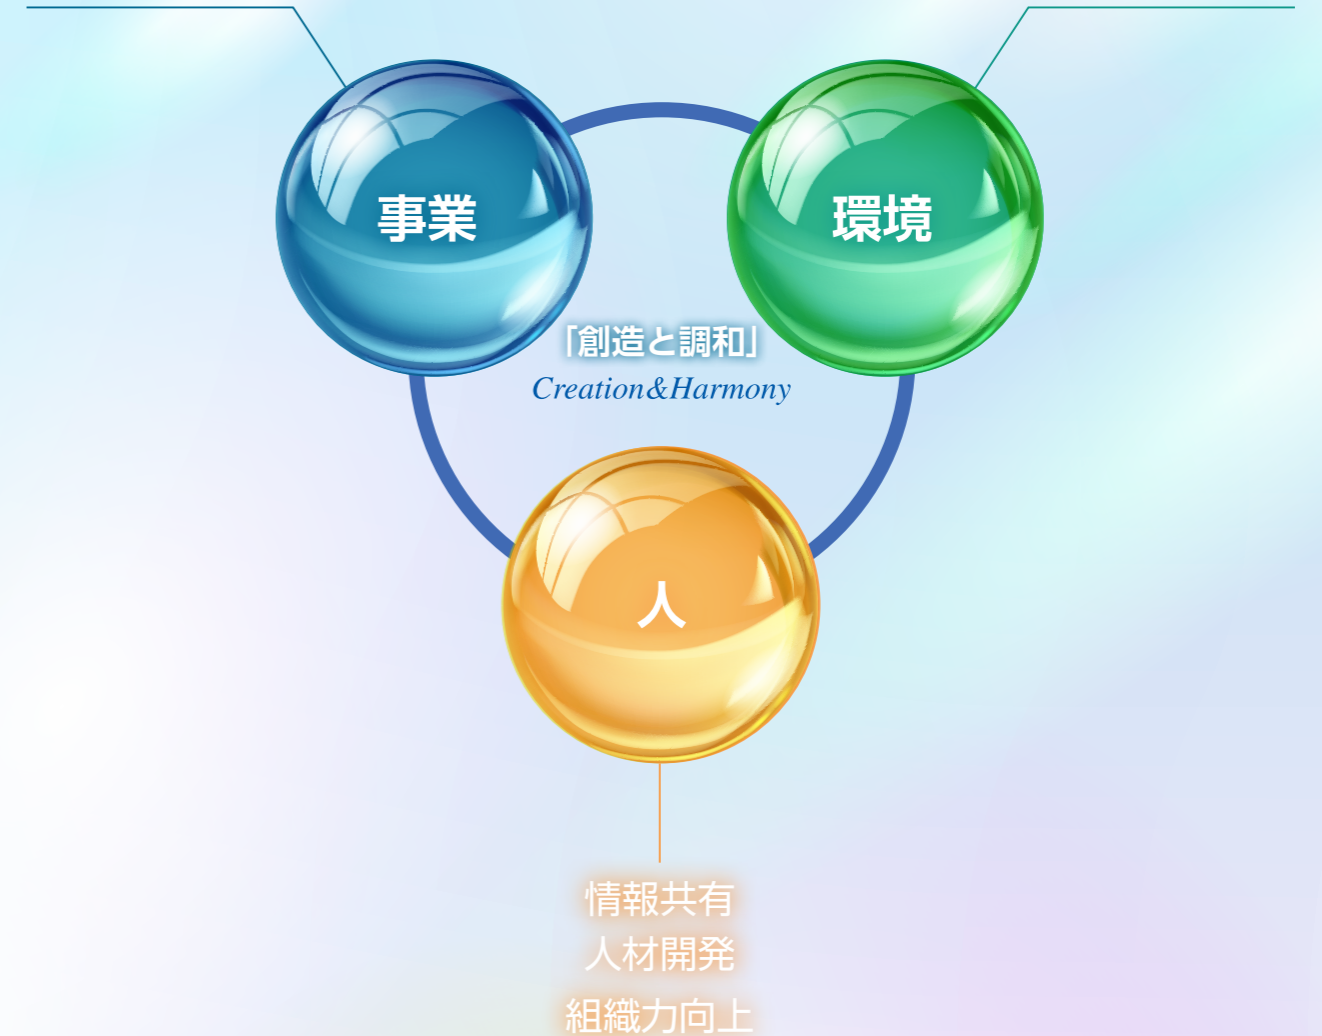 事業
環境
「創造と調和」
Creation&Harmony
人
情報共有
人材開発
組織力向上